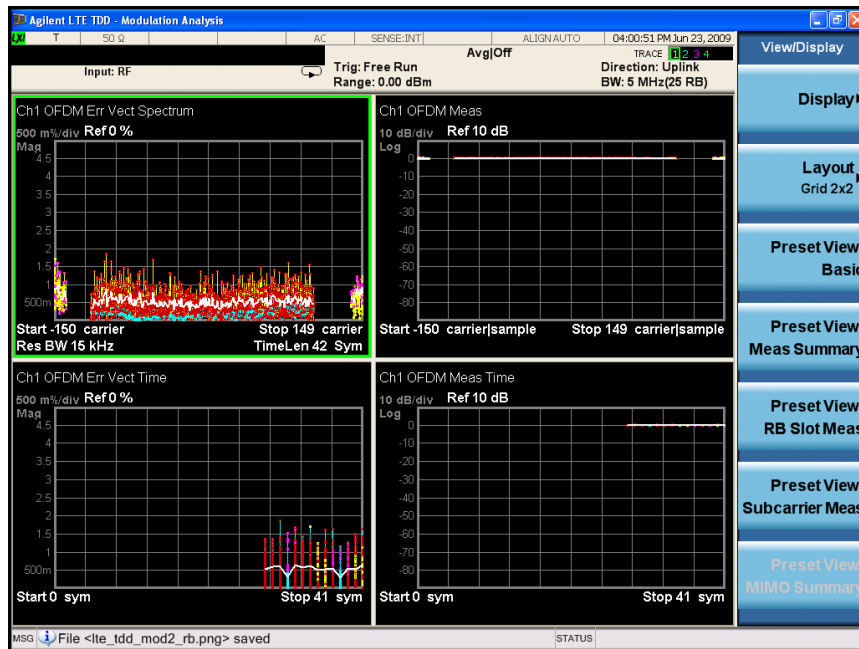 Agilent LTE TDD - Modulation Analysis
LXI T 50 Ω AC SENSE:INT ALIGN AUTO 04:00:51 PM Jun 23, 2009
Avg|Off TRACE 1 2 3 4
Input: RF Trig: Free Run Direction: Uplink
Range: 0.00 dBm BW: 5 MHz(25 RB)
View/Display
Display
Layout
Grid 2x2
Preset View
Basic
Preset View
Meas Summary
Preset View
RB Slot Meas
Preset View
Subcarrier Meas
Preset View
MIMO Summary
Ch1 OFDM Err Vect Spectrum
500 m%/div Ref 0 %
Mag
4.5
4
3.5
3
2.5
2
1.5
1
500m
Start -150 carrier Stop 149 carrier
Res BW 15 kHz TimeLen 42 Sym
Ch1 OFDM Meas
10 dB/div Ref 10 dB
Log
0
-10
-20
-30
-40
-50
-60
-70
-80
Start -150 carrier|sample Stop 149 carrier|sample
Ch1 OFDM Err Vect Time
500 m%/div Ref 0 %
Mag
4.5
4
3.5
3
2.5
2
1.5
1
500m
Start 0 sym Stop 41 sym
Ch1 OFDM Meas Time
10 dB/div Ref 10 dB
Log
0
-10
-20
-30
-40
-50
-60
-70
-80
Start 0 sym Stop 41 sym
MSG File <lte_tdd_mod2_rb.png> saved STATUS